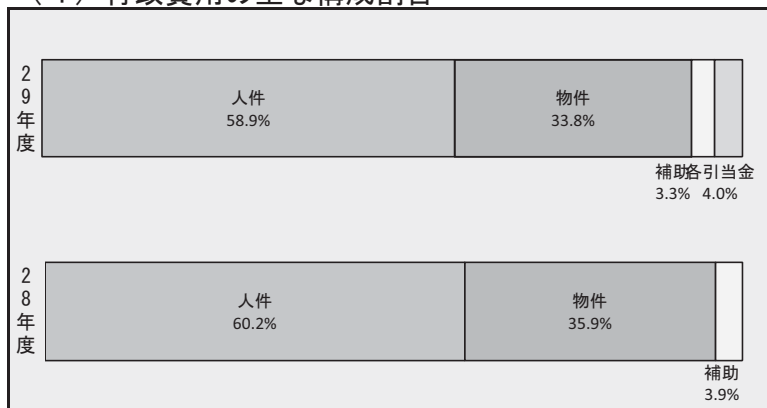 29年度
人件
58.9%
物件
33.8%
補助
3.3%
各引当金
4.0%
28年度
人件
60.2%
物件
35.9%
補助
3.9%